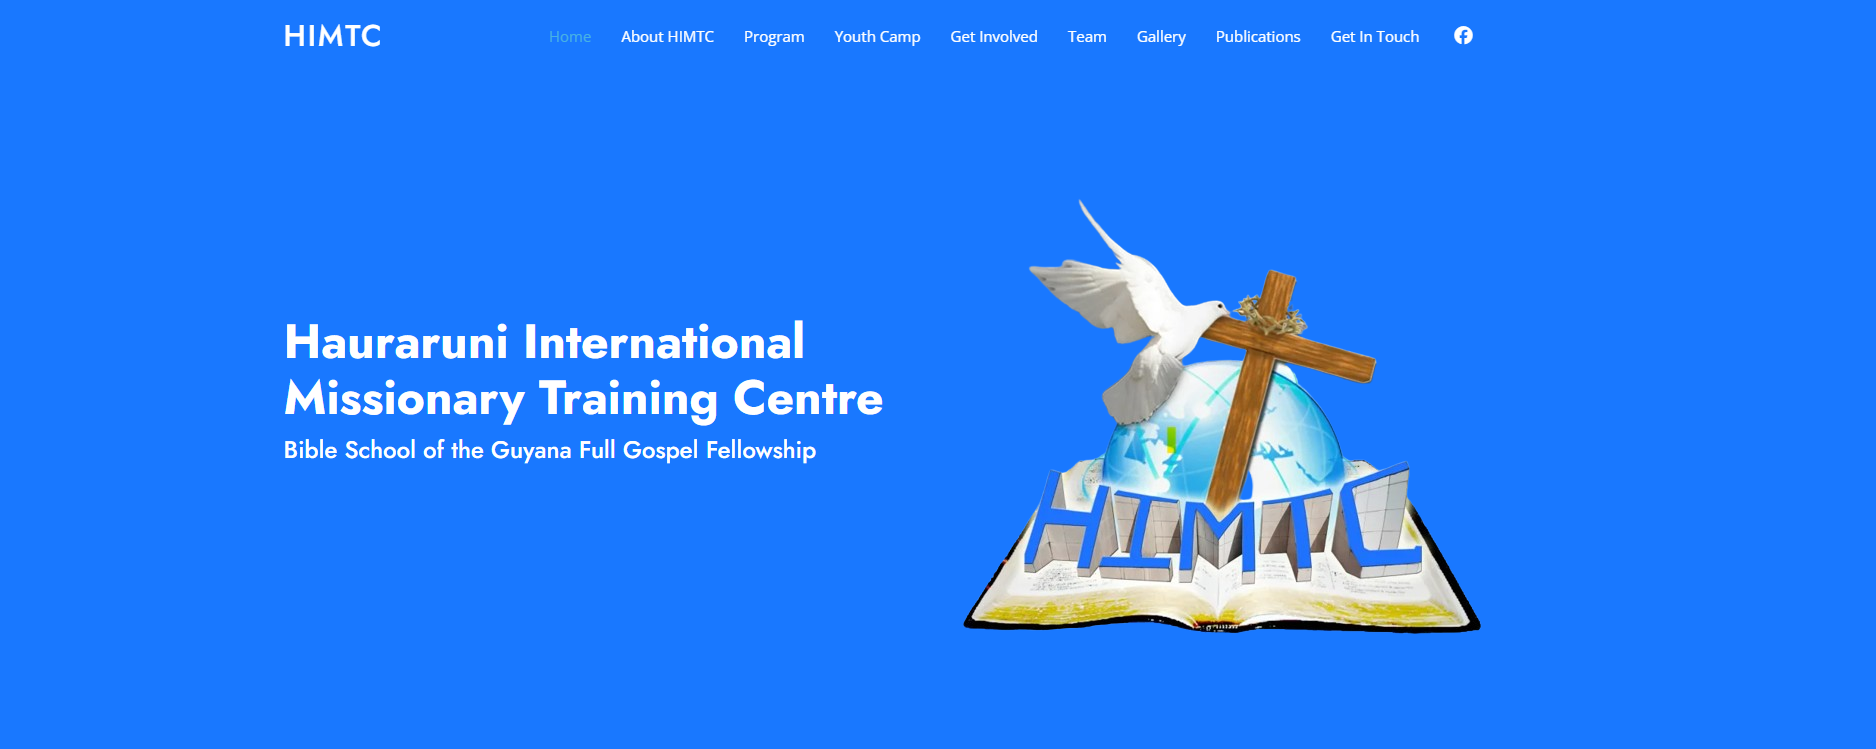 HIMTC
Home About HIMTC Program Youth Camp Get Involved Team Gallery Publications Get In Touch
Hauraruni International
Missionary Training Centre
Bible School of the Guyana Full Gospel Fellowship
HIMTC